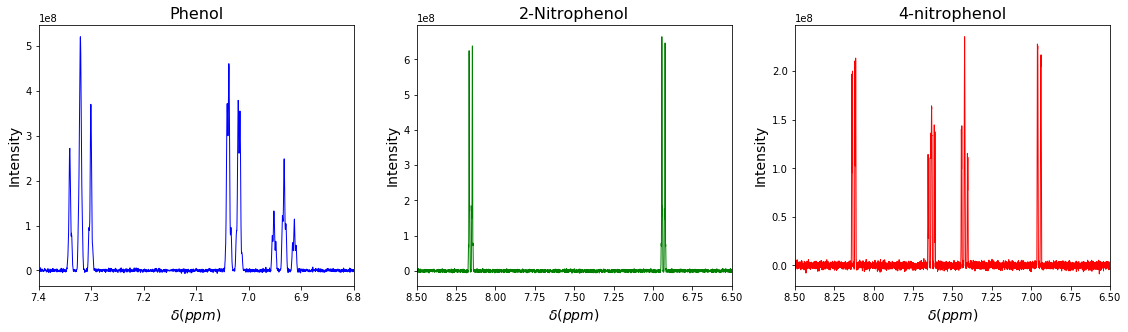 Phenol
1e8
Intensity
5
4
3
2
1
0
7.4 7.3 7.2 7.1 7.0 6.9 6.8
δ(ppm)
2-Nitrophenol
1e8
Intensity
6
5
4
3
2
1
0
8.50 8.25 8.00 7.75 7.50 7.25 7.00 6.75 6.50
δ(ppm)
4-nitrophenol
1e8
Intensity
2.0
1.5
1.0
0.5
0.0
8.50 8.25 8.00 7.75 7.50 7.25 7.00 6.75 6.50
δ(ppm)